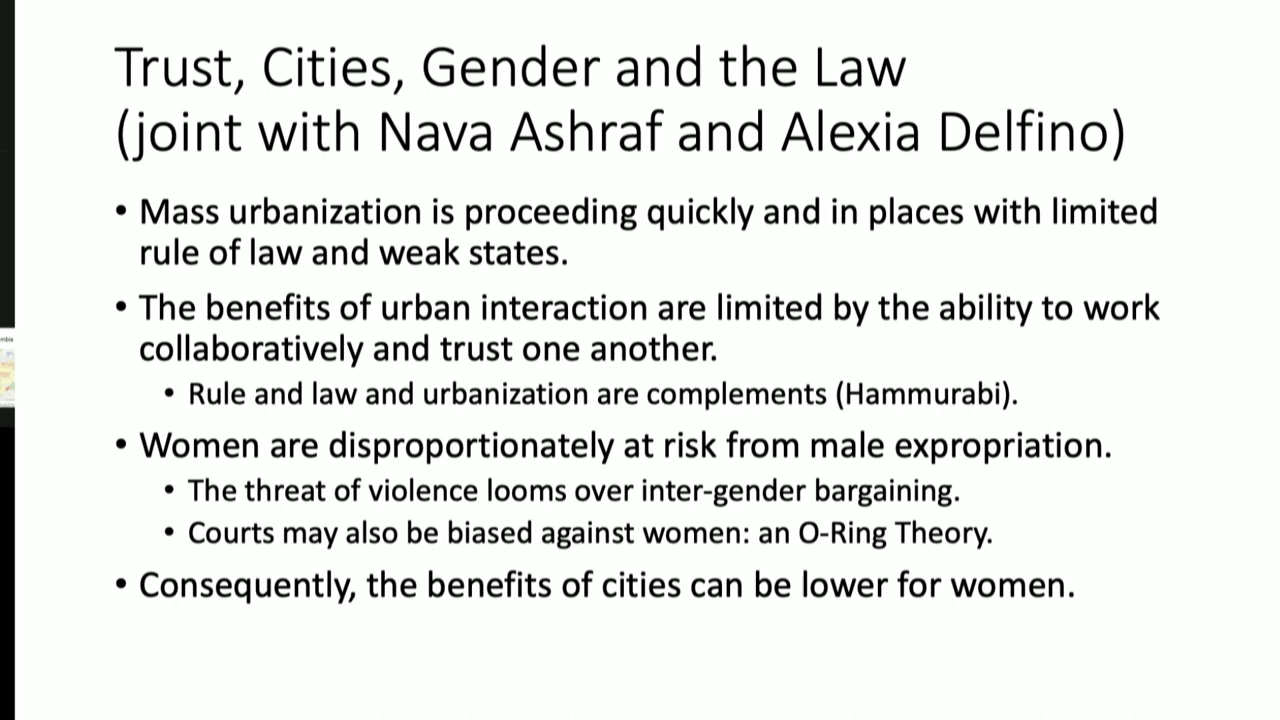 Trust, Cities, Gender and the Law
(joint with Nava Ashraf and Alexia Delfino)
• Mass urbanization is proceeding quickly and in places with limited
rule of law and weak states.
• The benefits of urban interaction are limited by the ability to work
collaboratively and trust one another.
• Rule and law and urbanization are complements (Hammurabi).
• Women are disproportionately at risk from male expropriation.
• The threat of violence looms over inter-gender bargaining.
• Courts may also be biased against women: an O-Ring Theory.
• Consequently, the benefits of cities can be lower for women.